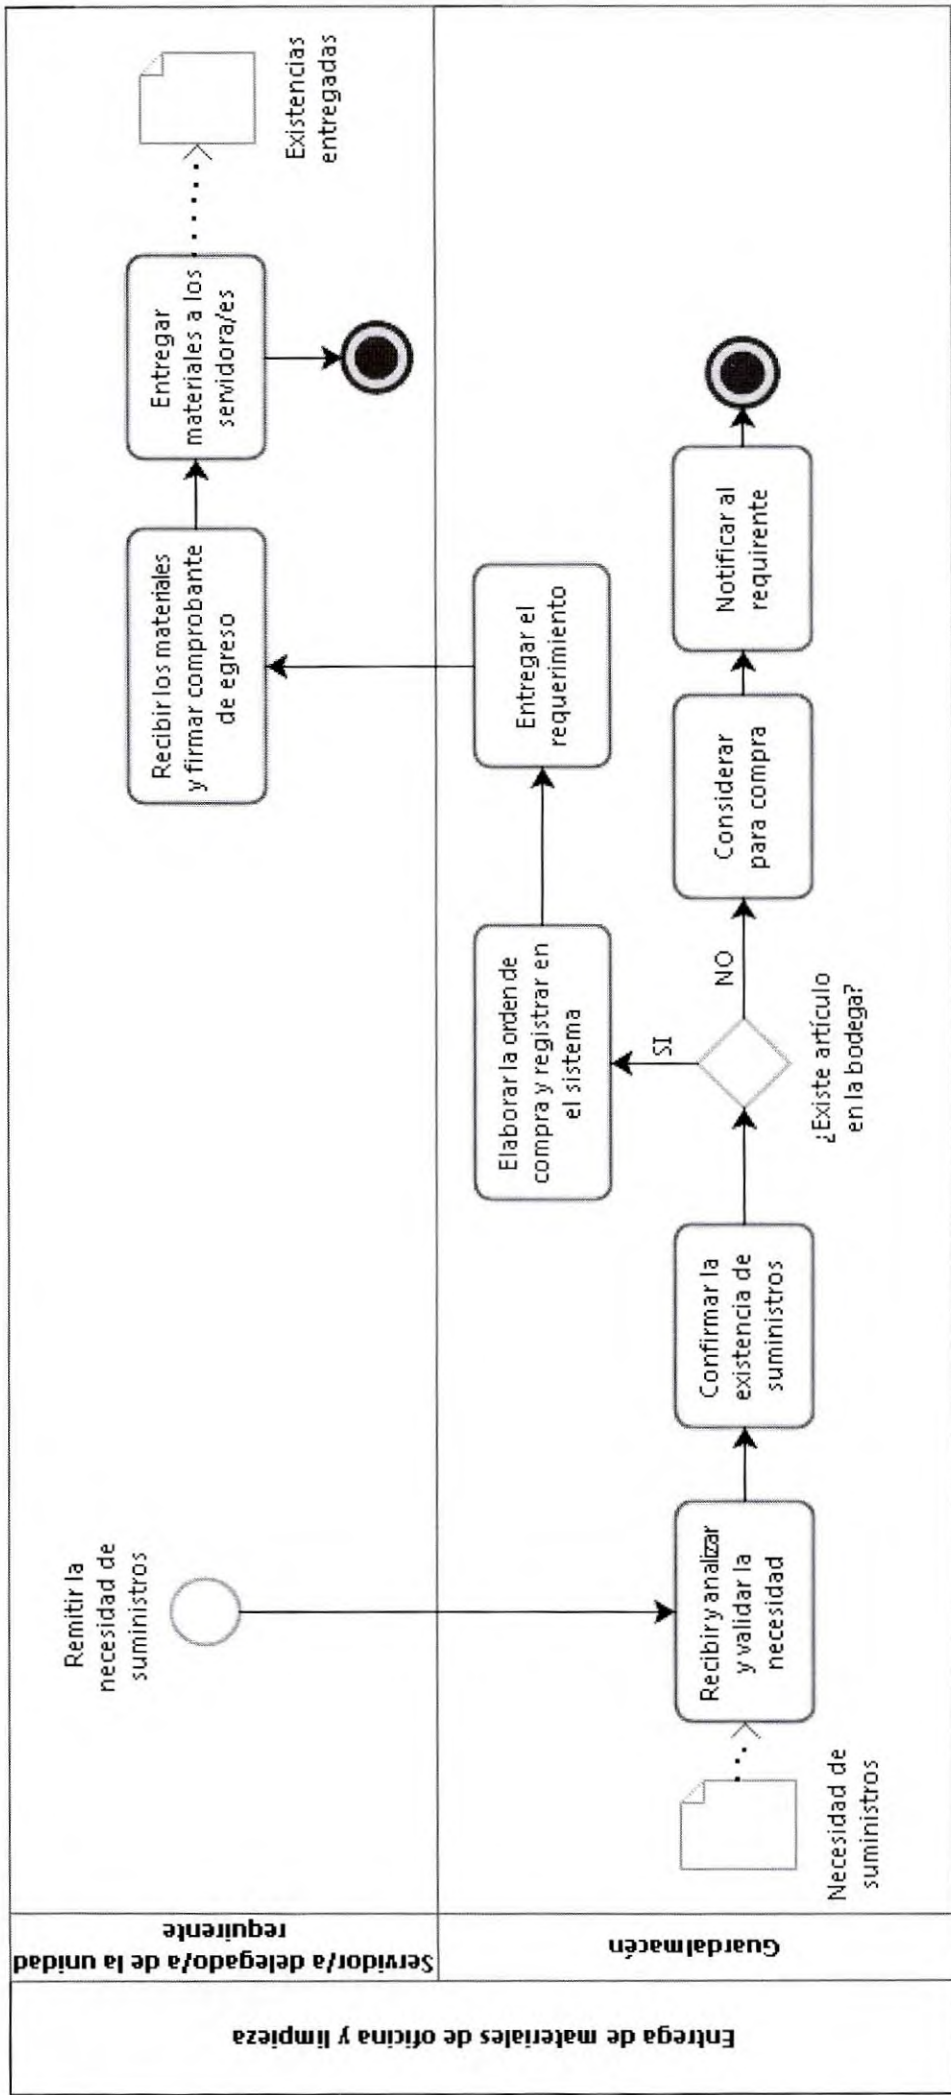 Entrega de materiales de oficina y limpieza
Servidor/a delegado/a de la unidad
requirente
Guardalmacén
Remitir la
necesidad de
suministros
Necesidad de
suministros
Recibir y analizar
y validar la
necesidad
Confirmar la
existencia de
suministros
¿Existe artículo
en la bodega?
SI
NO
Elaborar la orden de
compra y registrar en
el sistema
Entregar el
requerimiento
Considerar
para compra
Notificar al
requirente
Recibir los materiales
y firmar comprobante
de egreso
Entregar
materiales a los
servidora/es
Existencias
entregadas